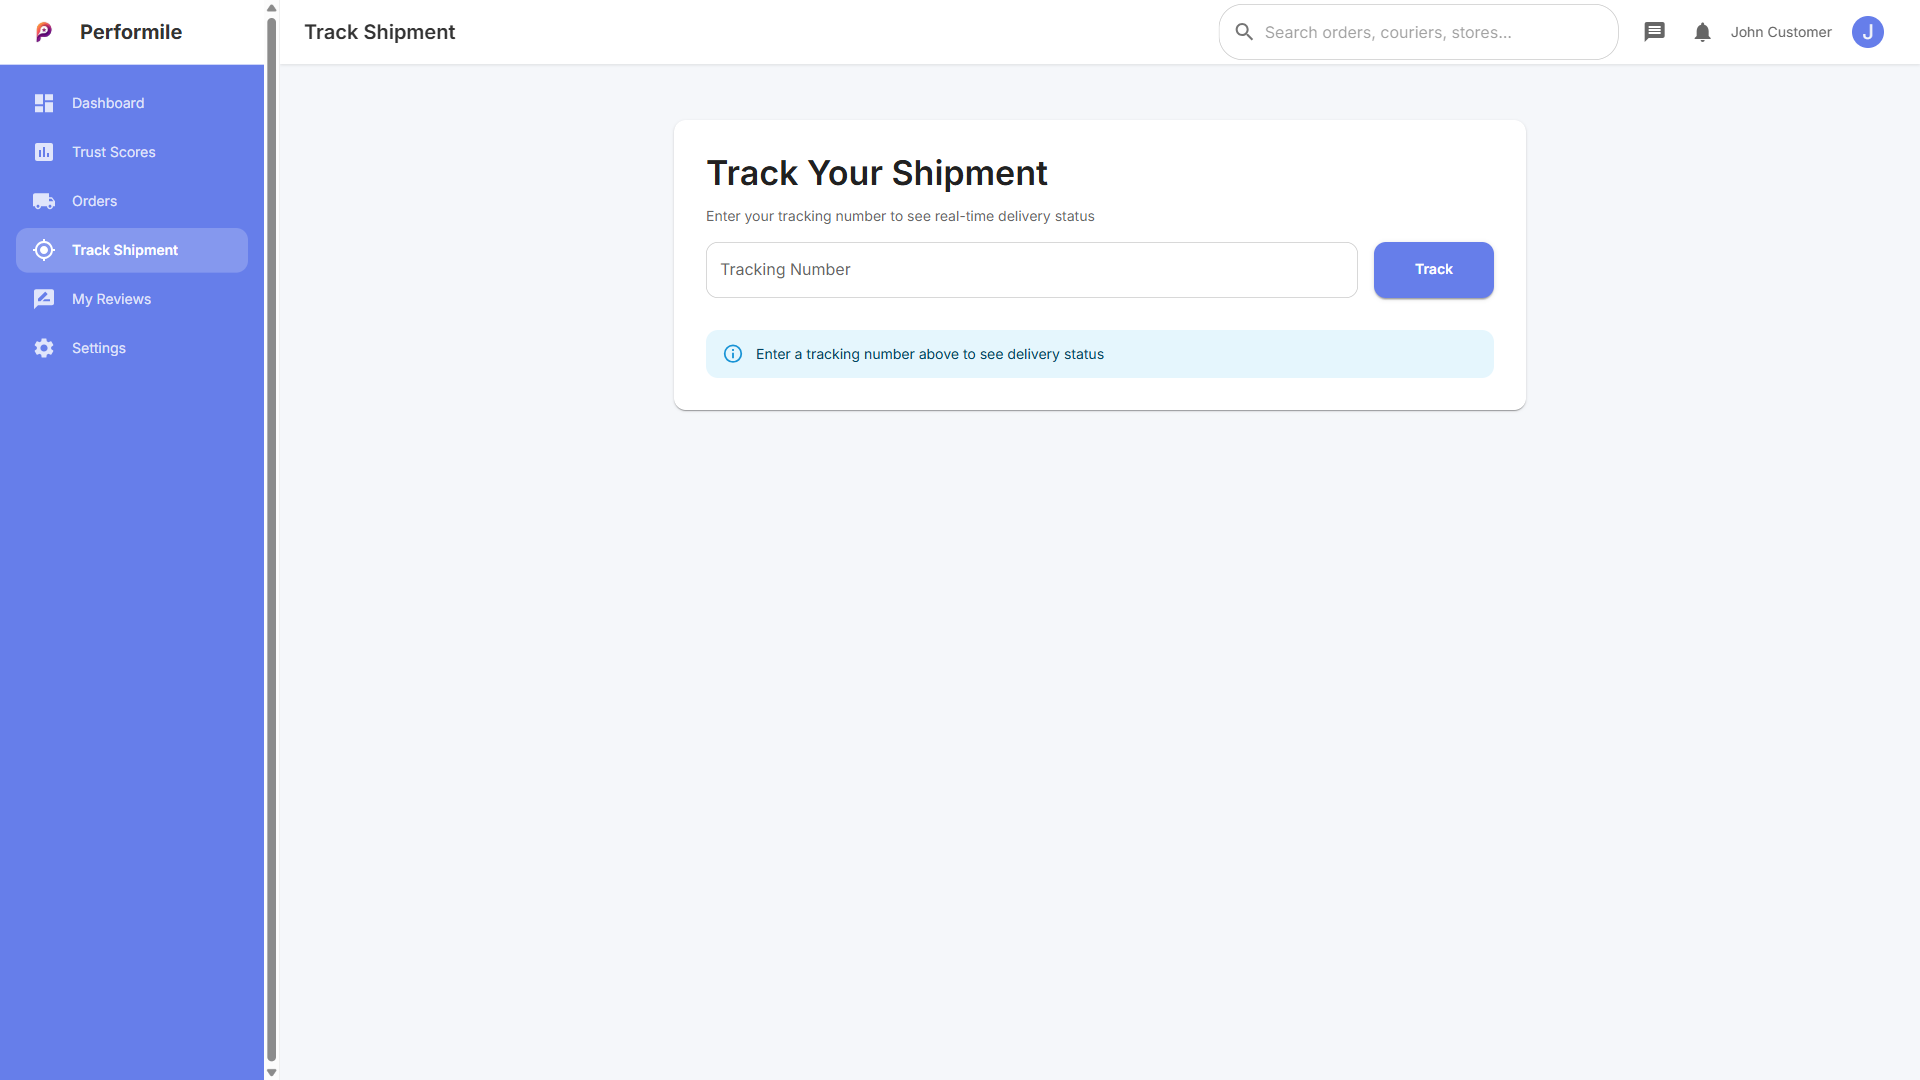 Performile
Track Shipment
Search orders, couriers, stores...
John Customer
J
Dashboard
Trust Scores
Orders
Track Shipment
My Reviews
Settings
Track Your Shipment
Enter your tracking number to see real-time delivery status
Tracking Number
Track
Enter a tracking number above to see delivery status